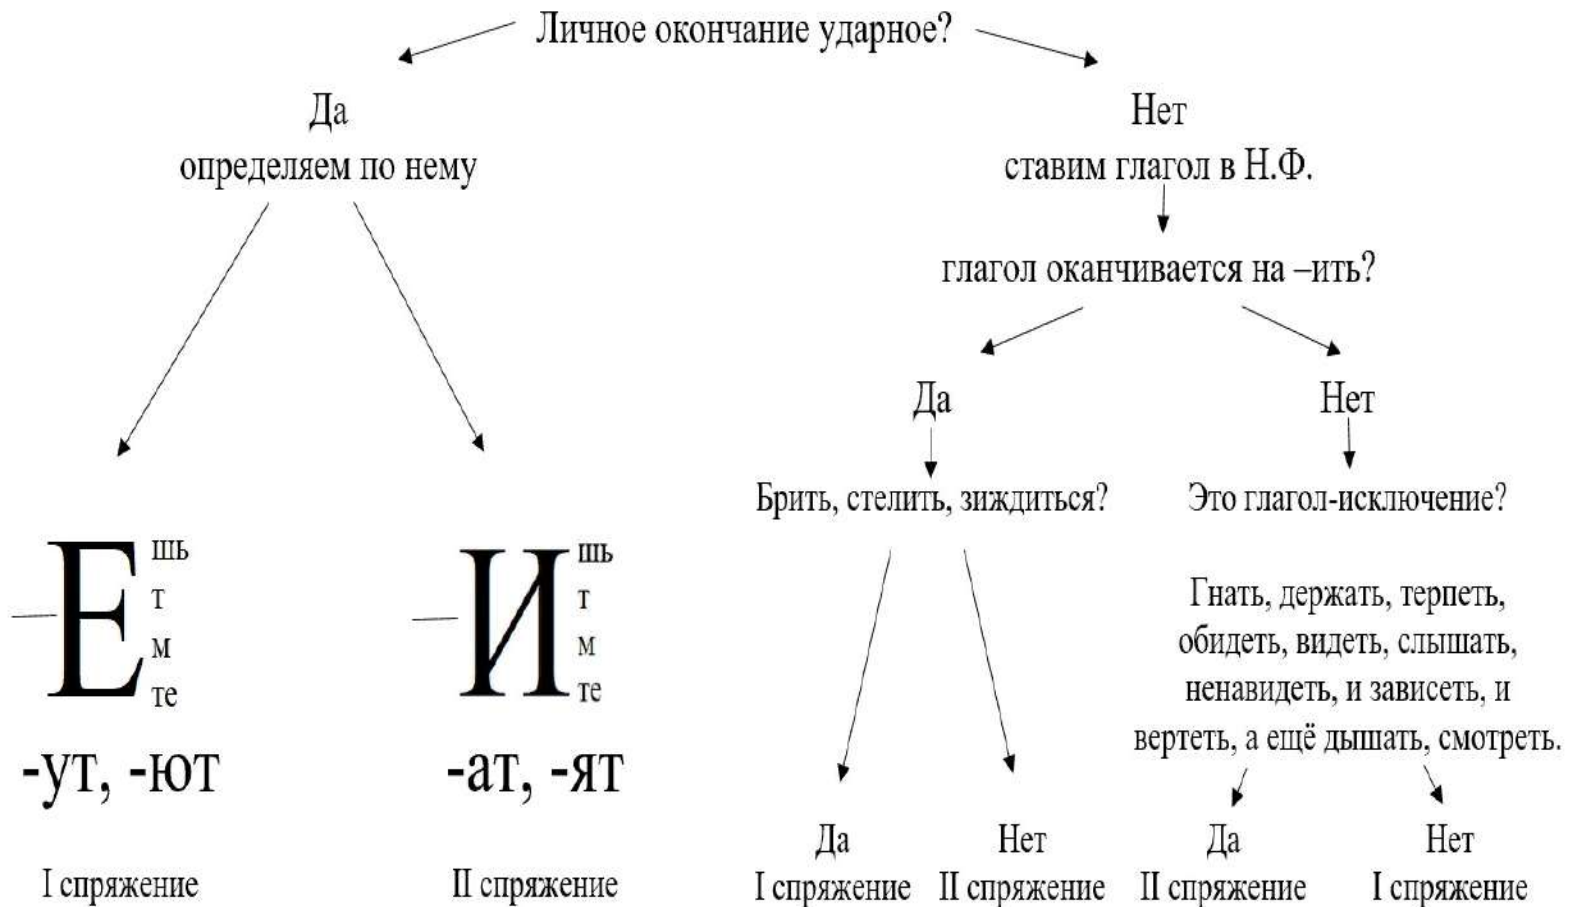 Личное окончание ударное?
Да
определяем по нему
Е
шь
т
м
те
-ут, -ют
I спряжение
И
шь
т
м
те
-ат, -ят
II спряжение
Нет
ставим глагол в Н.Ф.
глагол оканчивается на –ить?
Да
Брить, стелить, зиждиться?
Да
I спряжение
Нет
II спряжение
Нет
Это глагол-исключение?
Гнать, держать, терпеть,
обидеть, видеть, слышать,
ненавидеть, и зависеть, и
вертеть, а ещё дышать, смотреть.
Да
II спряжение
Нет
I спряжение